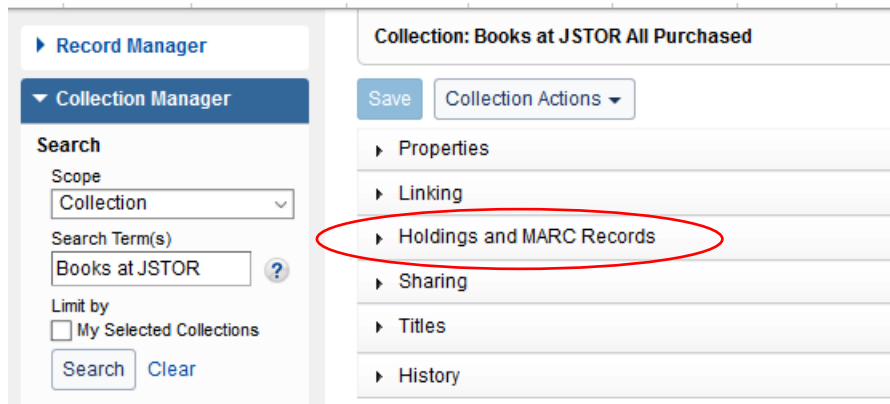 Record Manager
Collection Manager
Search
Scope
Collection
Search Term(s)
Books at JSTOR
?
Limit by
My Selected Collections
Search Clear
Collection: Books at JSTOR All Purchased
Save Collection Actions
Properties
Linking
Holdings and MARC Records
Sharing
Titles
History